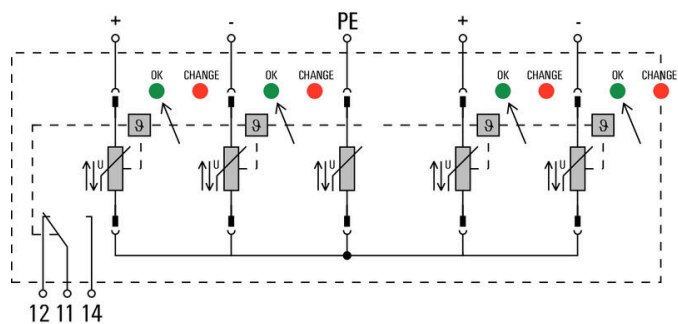 + - PE + -
OK CHANGE OK CHANGE OK CHANGE OK CHANGE
ϑ ϑ ϑ ϑ
U U U U U
12 11 14